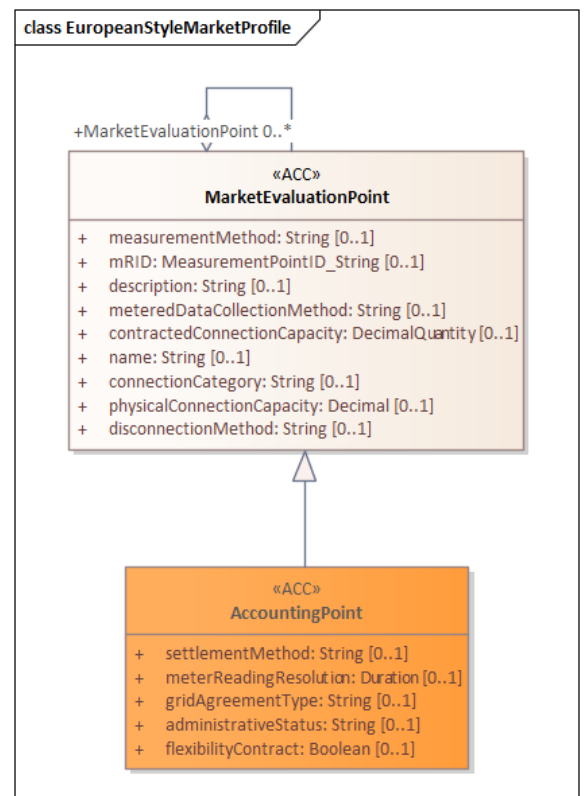 class EuropeanStyleMarketProfile
+MarketEvaluationPoint 0..*
«ACC»
MarketEvaluationPoint
+ measurementMethod: String [0..1]
+ mRID: MeasurementPointID_String [0..1]
+ description: String [0..1]
+ meteredDataCollectionMethod: String [0..1]
+ contractedConnectionCapacity: DecimalQuantity [0..1]
+ name: String [0..1]
+ connectionCategory: String [0..1]
+ physicalConnectionCapacity: Decimal [0..1]
+ disconnectionMethod: String [0..1]
«ACC»
AccountingPoint
+ settlementMethod: String [0..1]
+ meterReadingResolution: Duration [0..1]
+ gridAgreementType: String [0..1]
+ administrativeStatus: String [0..1]
+ flexibilityContract: Boolean [0..1]